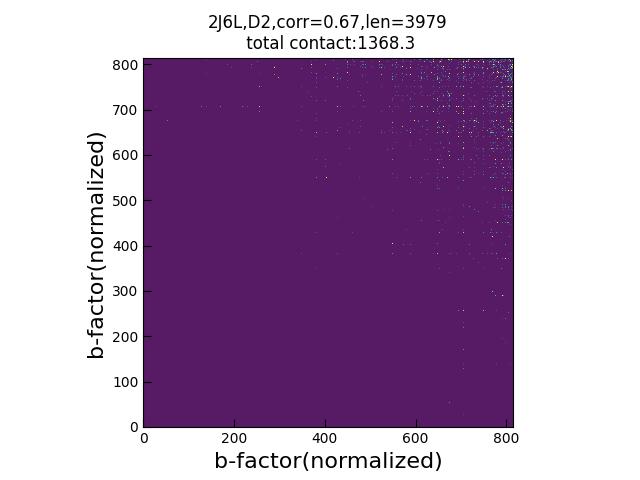 2J6L,D2,corr=0.67,len=3979
total contact:1368.3
b-factor(normalized)
800
700
600
500
400
300
200
100
0
0 200 400 600 800
b-factor(normalized)